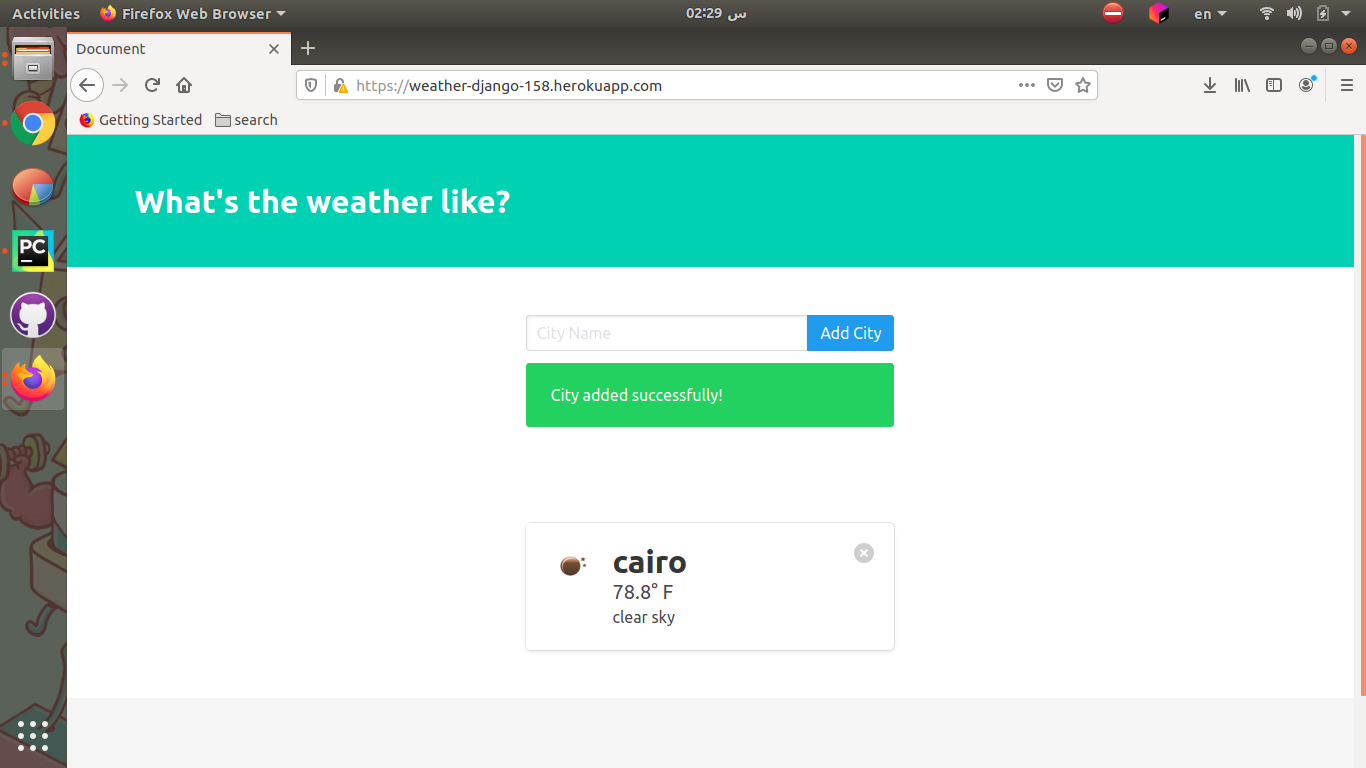 Activities Firefox Web Browser س 02:29 en
Document
https://weather-django-158.herokuapp.com
Getting Started search
What's the weather like?
City Name Add City
City added successfully!
cairo
78.8° F
clear sky
PC